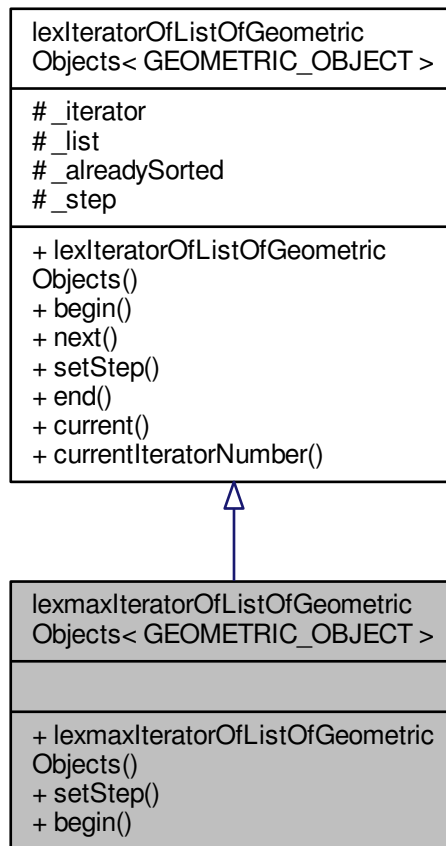 lexIteratorOfListOfGeometric
Objects< GEOMETRIC_OBJECT >
# _iterator
# _list
# _alreadySorted
# _step
+ lexIteratorOfListOfGeometric
Objects()
+ begin()
+ next()
+ setStep()
+ end()
+ current()
+ currentIteratorNumber()
lexmaxIteratorOfListOfGeometric
Objects< GEOMETRIC_OBJECT >
+ lexmaxIteratorOfListOfGeometric
Objects()
+ setStep()
+ begin()